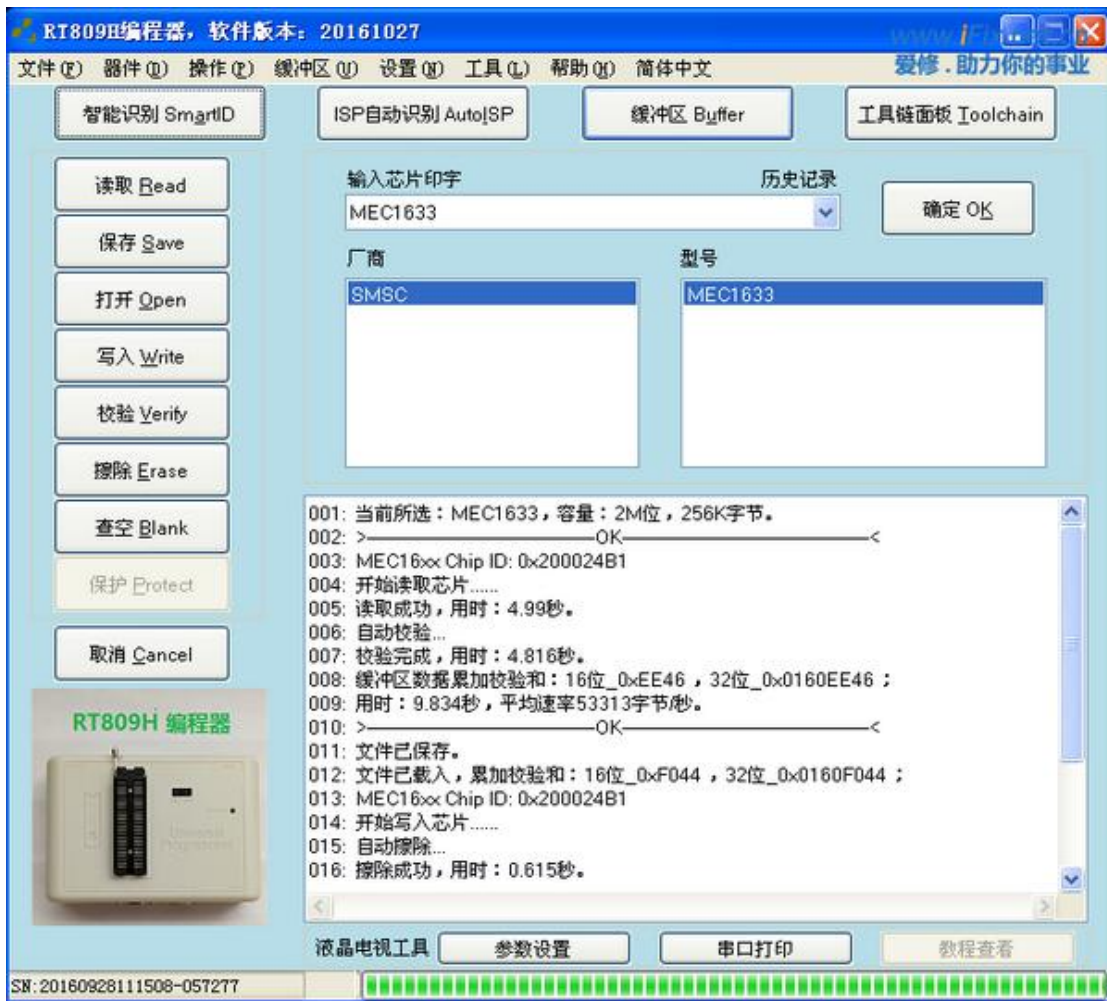 RT809H编程器，软件版本：20161027
文件(F) 器件(D) 操作(P) 缓冲区(U) 设置(N) 工具(L) 帮助(H) 简体中文
爱修．助力你的事业
智能识别 SmartID ISP自动识别 AutoISP 缓冲区 Buffer 工具链面板 Toolchain
读取 Read
保存 Save
打开 Open
写入 Write
校验 Verify
擦除 Erase
查空 Blank
保护 Protect
取消 Cancel
RT809H 编程器
输入芯片印字 历史记录
MEC1633
确定 OK
厂商 型号
SMSC MEC1633
001: 当前所选：MEC1633，容量：2M位，256K字节。
002: >————————OK————————<
003: MEC16xx Chip ID: 0x200024B1
004: 开始读取芯片......
005: 读取成功，用时：4.99秒。
006: 自动校验...
007: 校验完成，用时：4.816秒。
008: 缓冲区数据累加校验和：16位_0xEE46，32位_0x0160EE46；
009: 用时：9.834秒，平均速率53313字节/秒。
010: >————————OK————————<
011: 文件已保存。
012: 文件已载入，累加校验和：16位_0xF044，32位_0x0160F044；
013: MEC16xx Chip ID: 0x200024B1
014: 开始写入芯片......
015: 自动擦除...
016: 擦除成功，用时：0.615秒。
液晶电视工具 参数设置 串口打印 教程查看
SN:20160928111508-057277